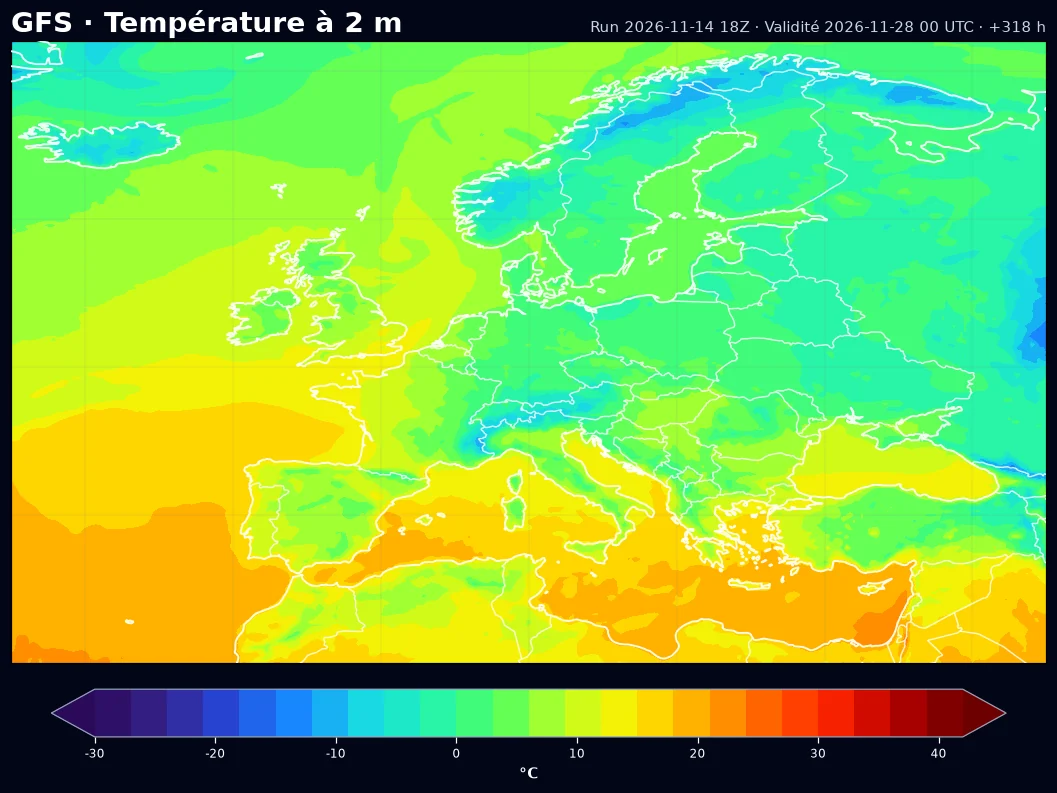 GFS · Température à 2 m
Run 2026-11-14 18Z · Validité 2026-11-28 00 UTC · +318 h
-30 -20 -10 0 10 20 30 40
°C